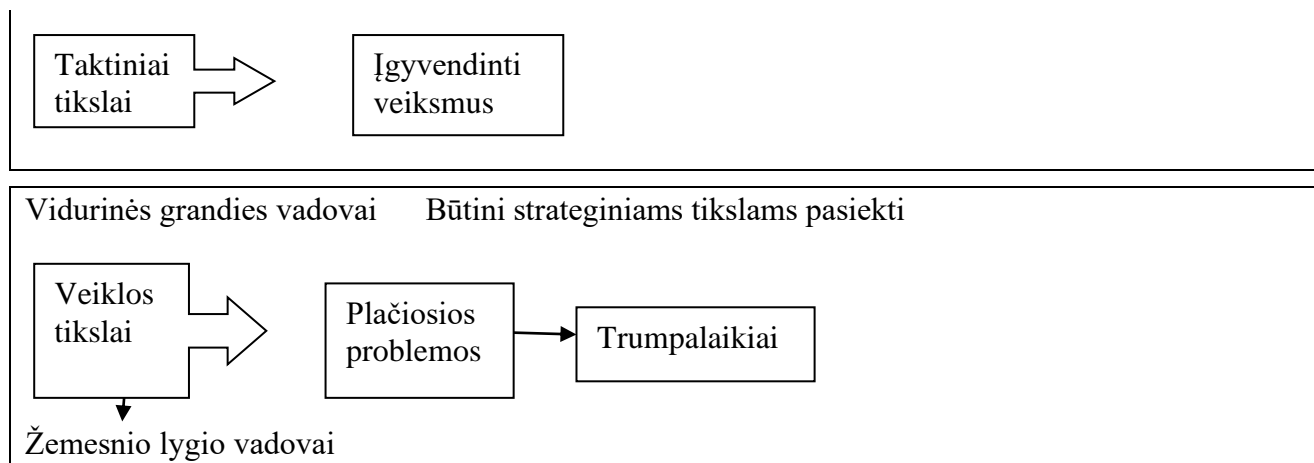 Taktiniai
tikslai
Įgyvendinti
veiksmus
Vidurinės grandies vadovai Būtini strateginiams tikslams pasiekti
Veiklos
tikslai
Plačiosios
problemos
Trumpalaikiai
Žemesnio lygio vadovai